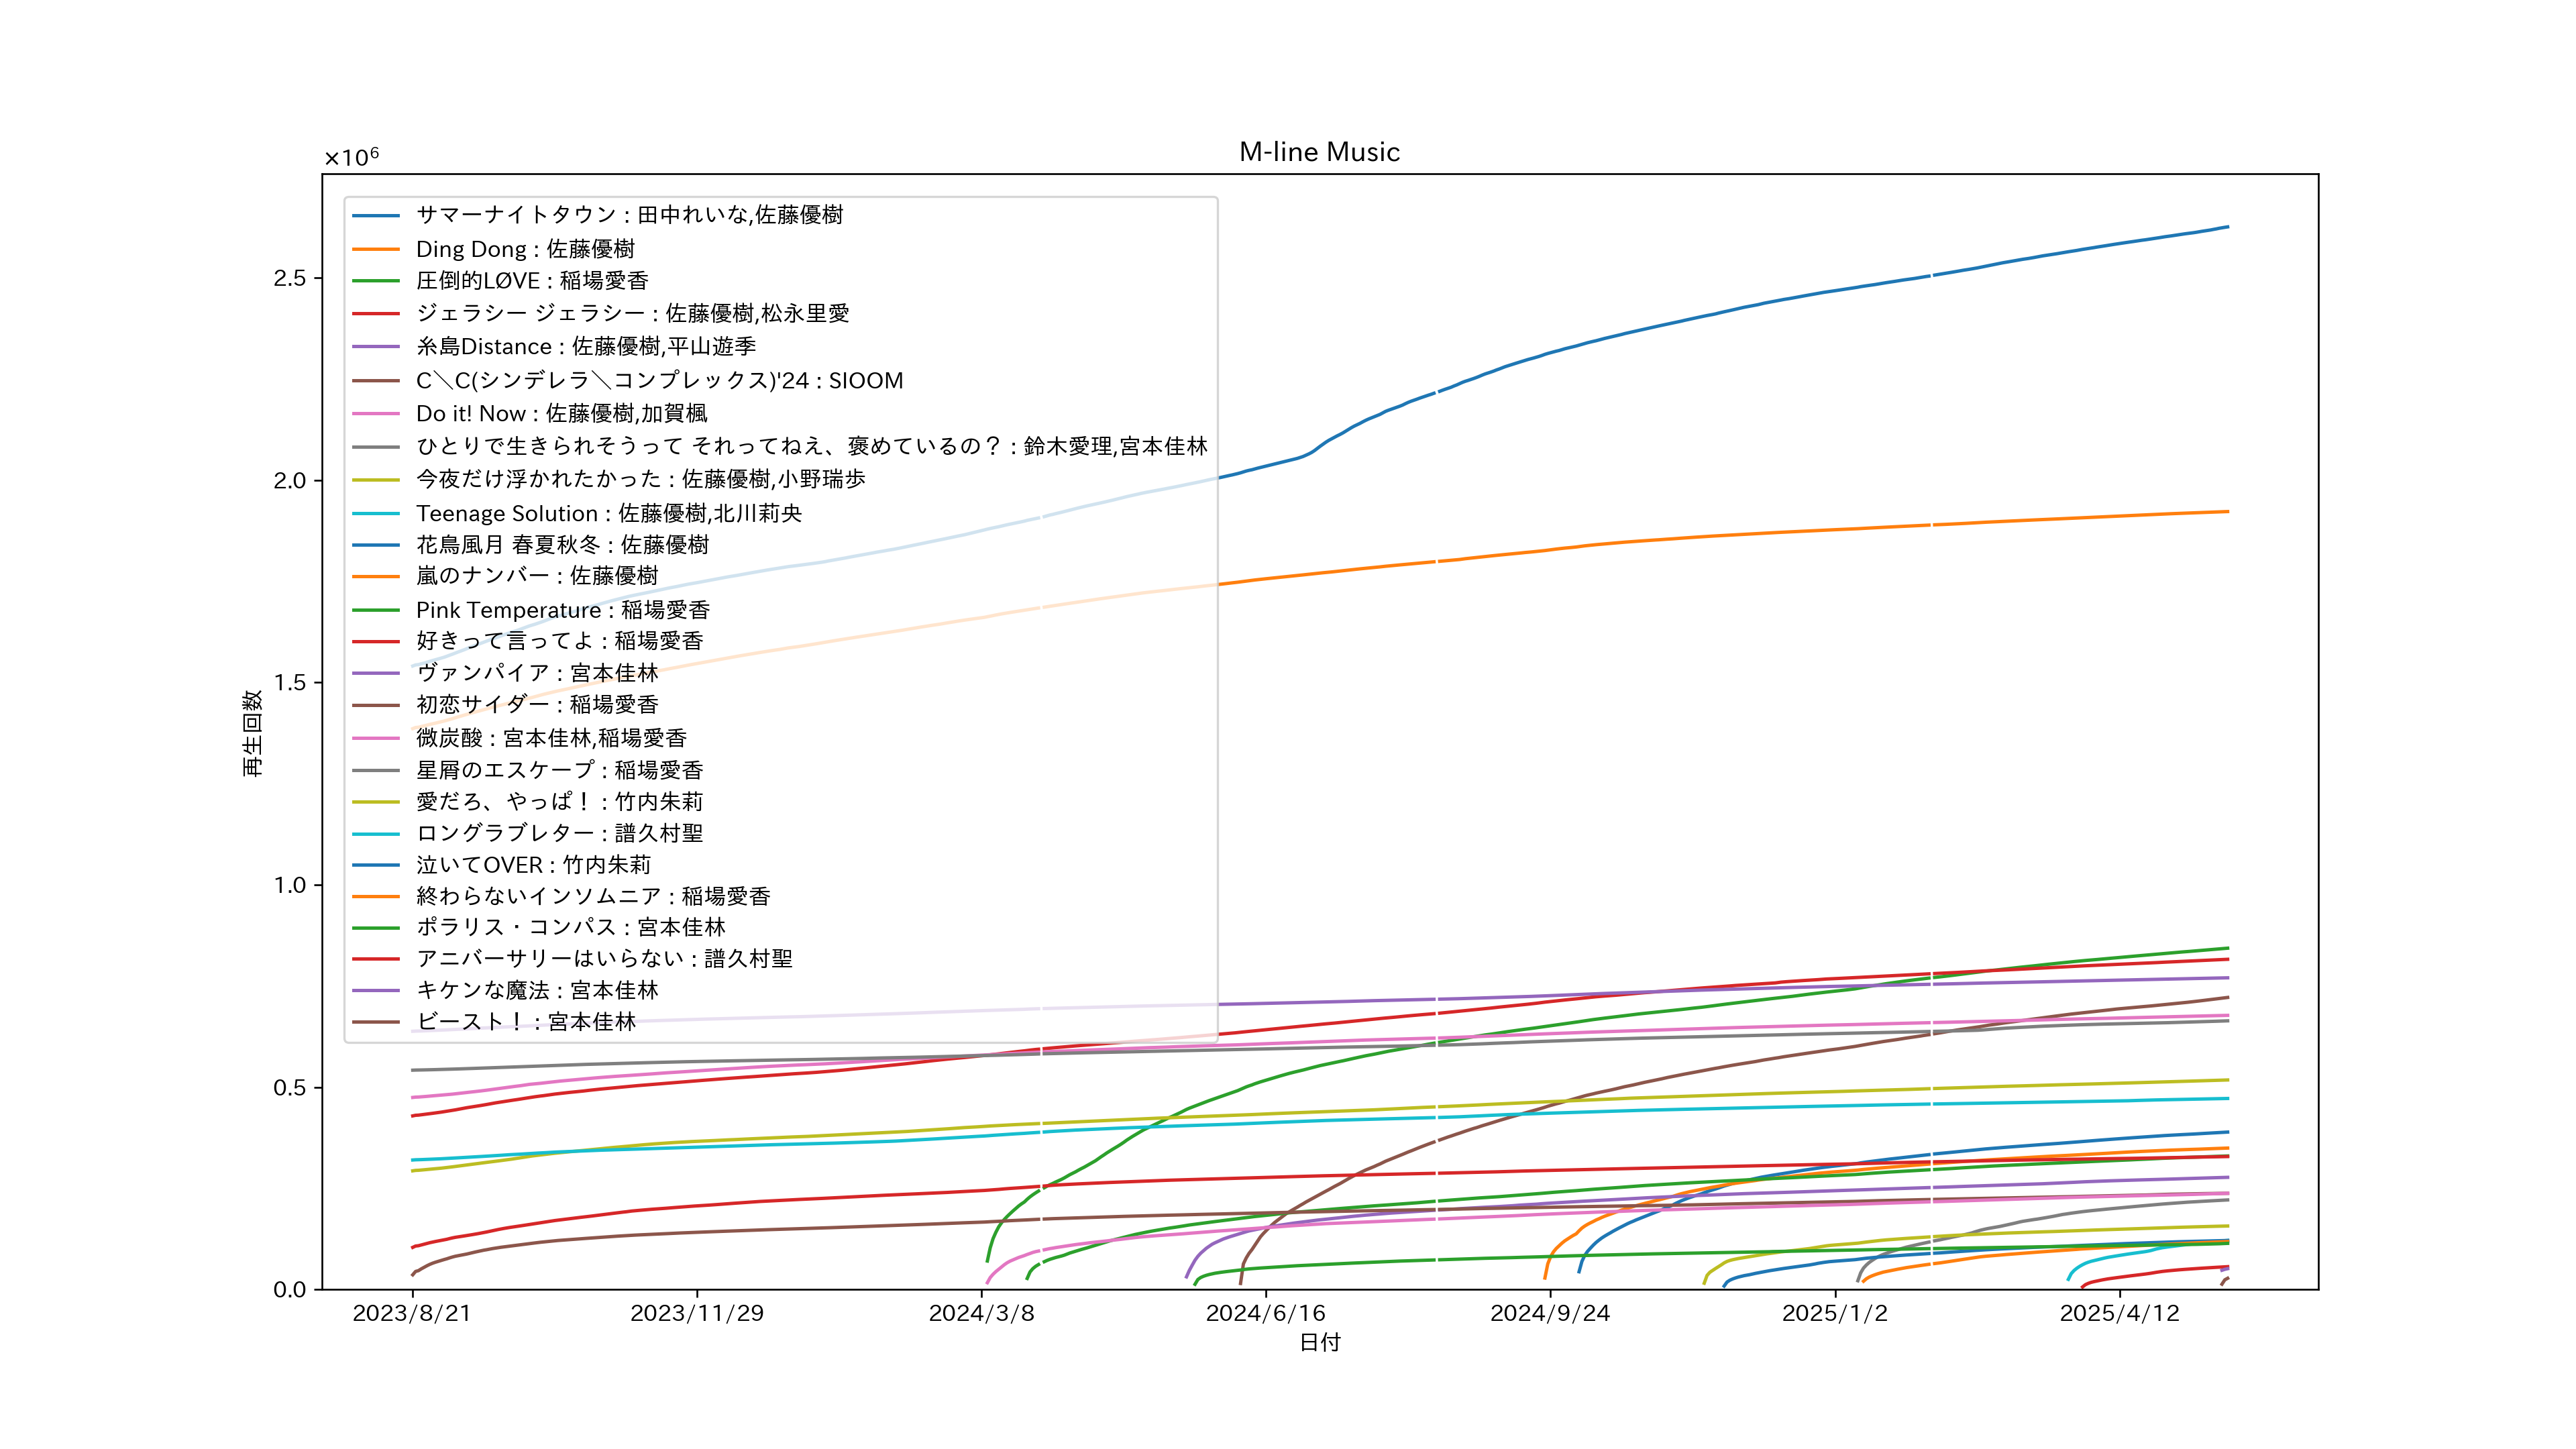 M-line Music
×10⁶
サマーナイトタウン : 田中れいな,佐藤優樹
Ding Dong : 佐藤優樹
圧倒的LØVE : 稲場愛香
ジェラシー ジェラシー : 佐藤優樹,松永里愛
糸島Distance : 佐藤優樹,平山遊季
C＼C(シンデレラ＼コンプレックス)'24 : SIOOM
Do it! Now : 佐藤優樹,加賀楓
ひとりで生きられそうって それってねえ、褒めているの？ : 鈴木愛理,宮本佳林
今夜だけ浮かれたかった : 佐藤優樹,小野瑞歩
Teenage Solution : 佐藤優樹,北川莉央
花鳥風月 春夏秋冬 : 佐藤優樹
嵐のナンバー : 佐藤優樹
Pink Temperature : 稲場愛香
好きって言ってよ : 稲場愛香
ヴァンパイア : 宮本佳林
初恋サイダー : 稲場愛香
微炭酸 : 宮本佳林,稲場愛香
星屑のエスケープ : 稲場愛香
愛だろ、やっぱ！ : 竹内朱莉
ロングラブレター : 譜久村聖
泣いてOVER : 竹内朱莉
終わらないインソムニア : 稲場愛香
ポラリス・コンパス : 宮本佳林
アニバーサリーはいらない : 譜久村聖
キケンな魔法 : 宮本佳林
ビースト！ : 宮本佳林
2.5
2.0
1.5
1.0
0.5
0.0
再生回数
2023/8/21 2023/11/29 2024/3/8 2024/6/16 2024/9/24 2025/1/2 2025/4/12
日付